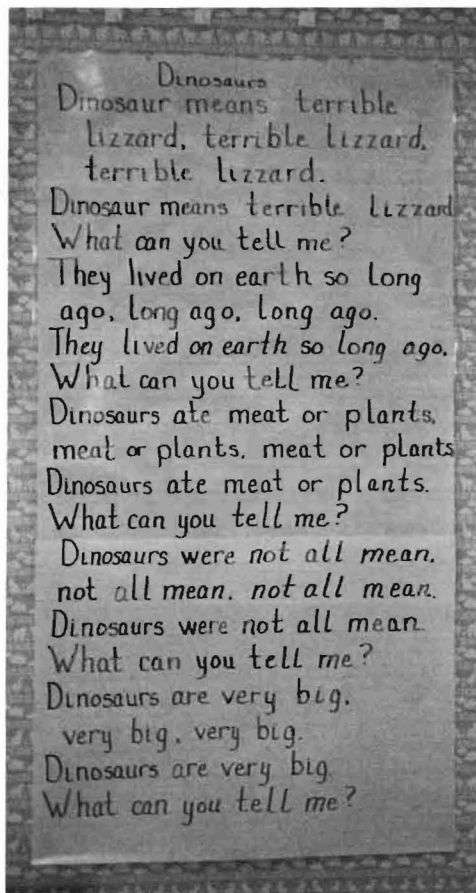 Dinosaurs
Dinosaur means terrible
lizzard, terrible lizzard,
terrible lizzard.
Dinosaur means terrible lizzard
What can you tell me?
They lived on earth so long
ago, long ago, long ago.
They lived on earth so long ago.
What can you tell me?
Dinosaurs ate meat or plants,
meat or plants, meat or plants
Dinosaurs ate meat or plants.
What can you tell me?
Dinosaurs were not all mean,
not all mean, not all mean.
Dinosaurs were not all mean.
What can you tell me?
Dinosaurs are very big,
very big, very big.
Dinosaurs are very big.
What can you tell me?